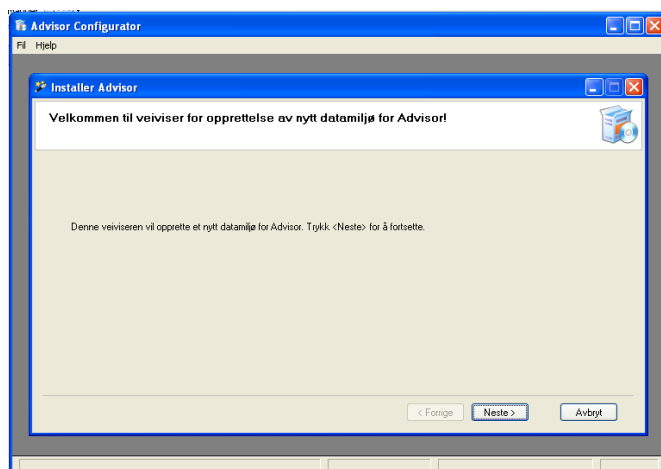 Advisor Configurator
Fil Hjelp
Installer Advisor
Velkommen til veiviser for opprettelse av nytt datamiljø for Advisor!
Denne veiviseren vil opprette et nytt datamiljø for Advisor. Trykk <Neste> for å fortsette.
< Forrige Neste > Avbryt